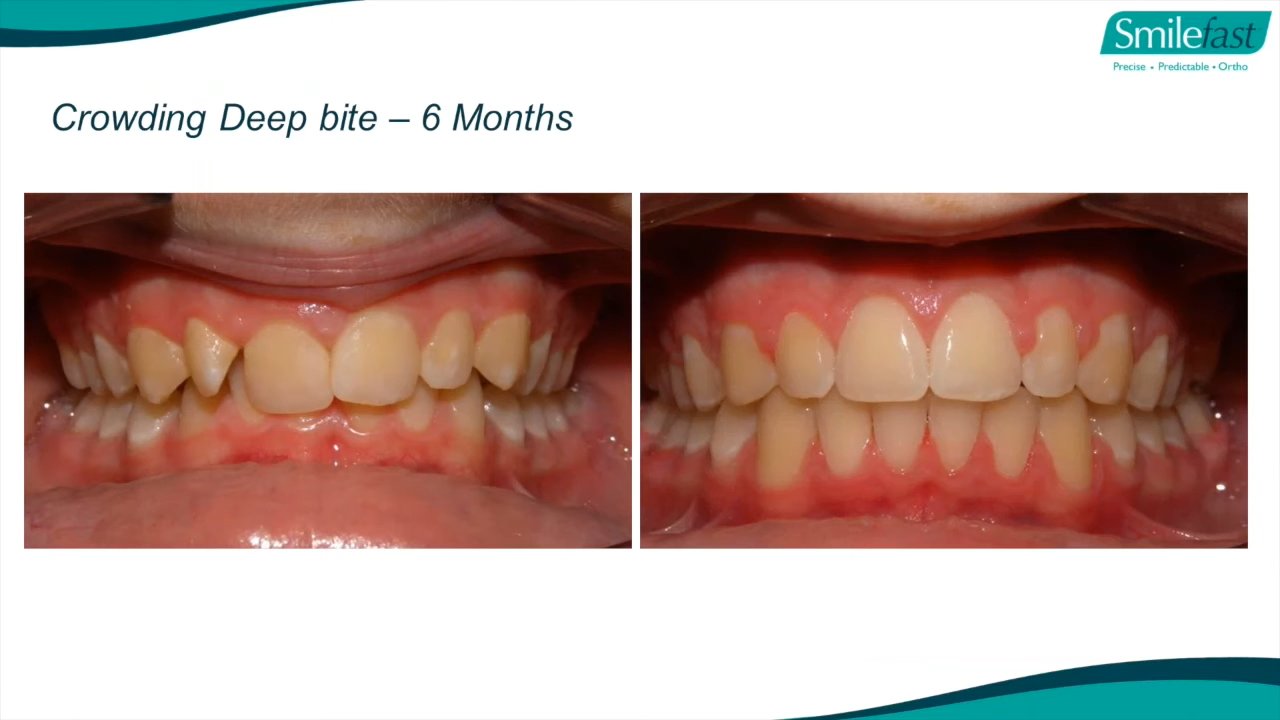 Smilefast
Precise • Predictable • Ortho
Crowding Deep bite – 6 Months